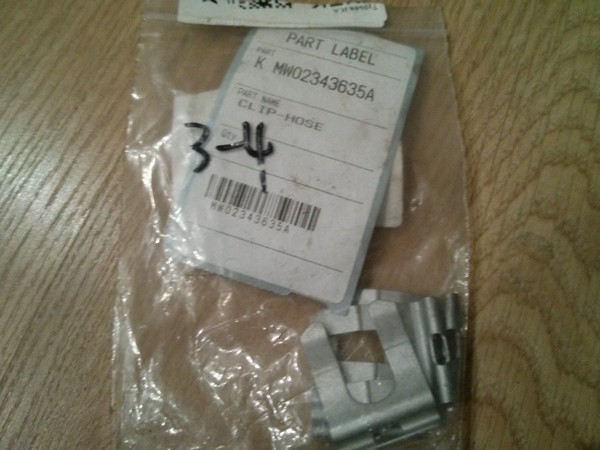 PART LABEL
PART
K MW02343635A
PART NAME
CLIP-HOSE
QTY
3-4
1
MW02343635A